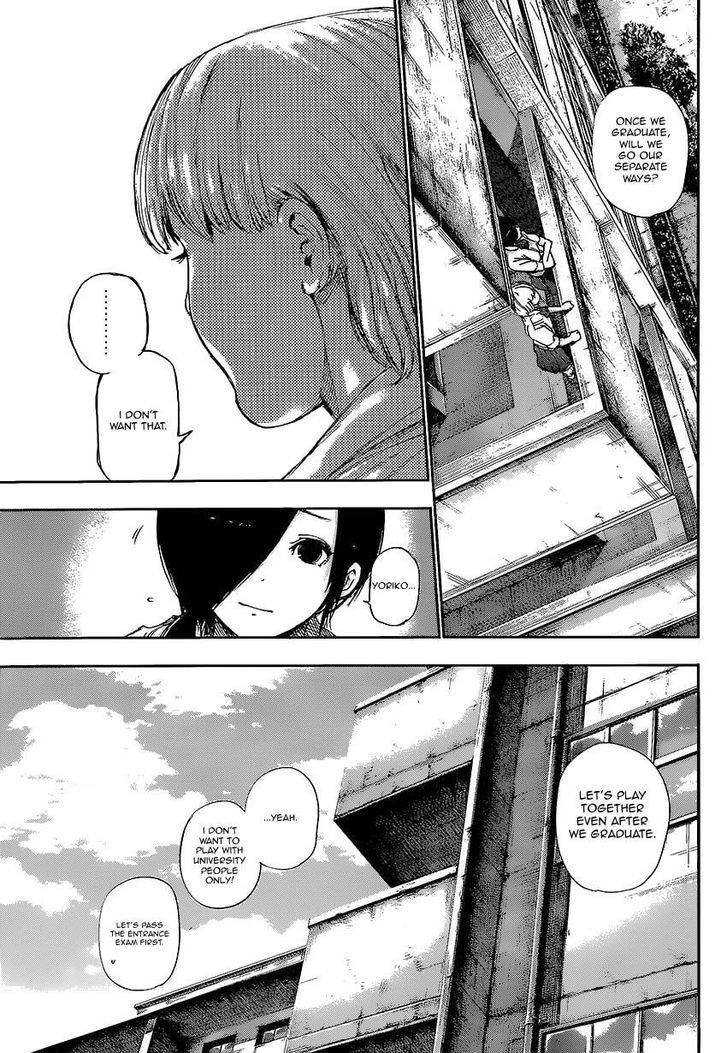 ONCE WE
GRADUATE,
WILL WE
GO OUR
SEPARATE
WAYS?
........
I DON'T
WANT THAT.
YORIKO...
LET'S PLAY
TOGETHER
EVEN AFTER
WE GRADUATE.
...YEAH.
I DON'T
WANT TO
PLAY WITH
UNIVERSITY
PEOPLE
ONLY!
LET'S PASS
THE ENTRANCE
EXAM FIRST.
♥